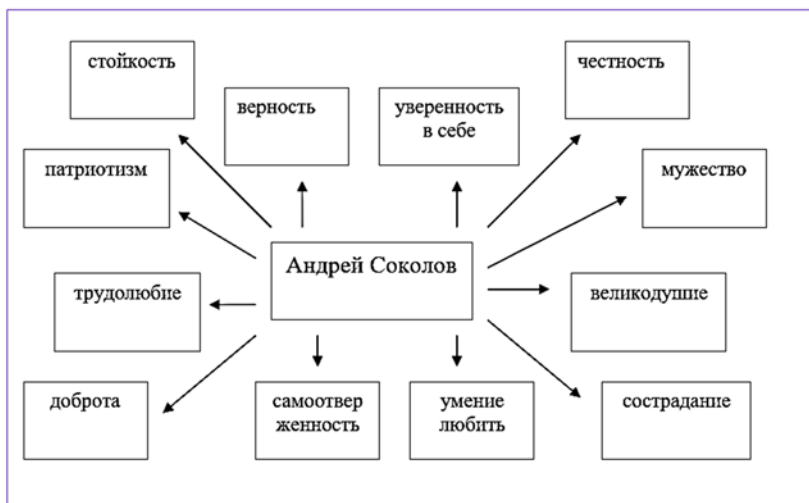 стойкость
честность
верность
уверенность
в себе
патриотизм
мужество
Андрей Соколов
трудолюбие
великодушие
доброта
самоотвер
женность
умение
любить
сострадание